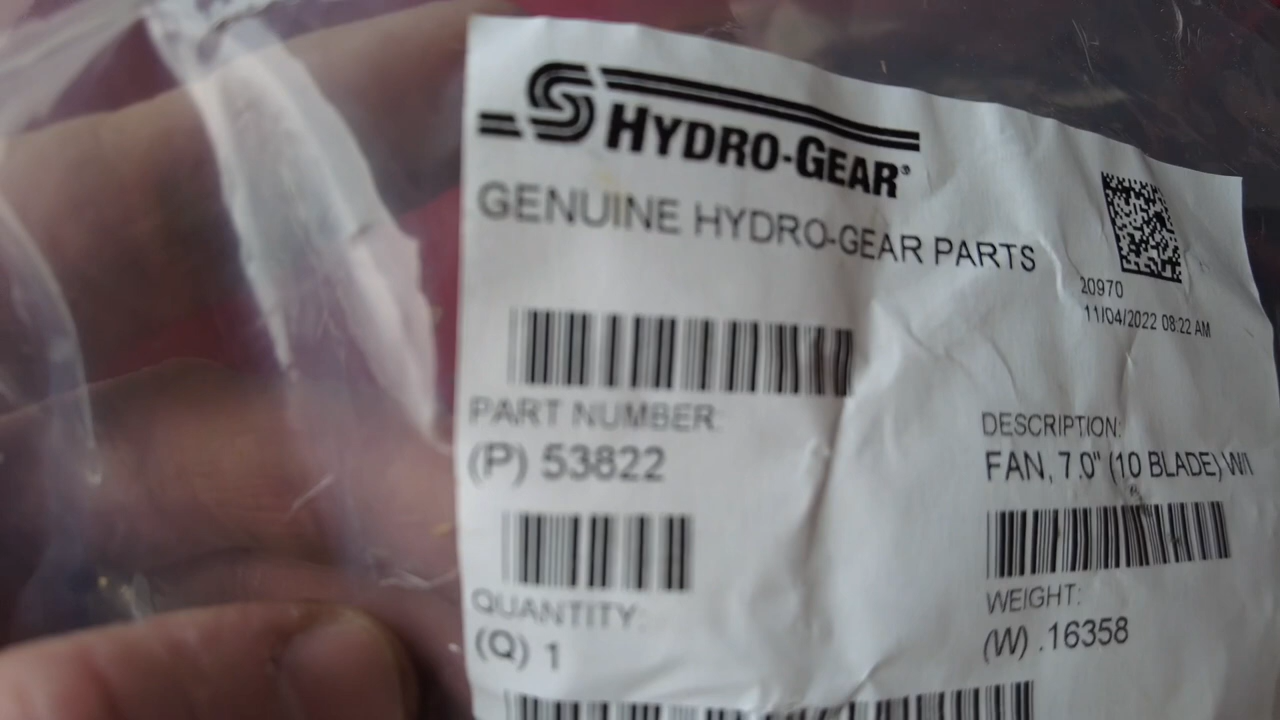 HYDRO-GEAR®
GENUINE HYDRO-GEAR PARTS
20970
11/04/2022 08:22 AM
PART NUMBER:
(P) 53822
DESCRIPTION:
FAN, 7.0" (10 BLADE) WI
QUANTITY:
(Q) 1
WEIGHT:
(W) .16358